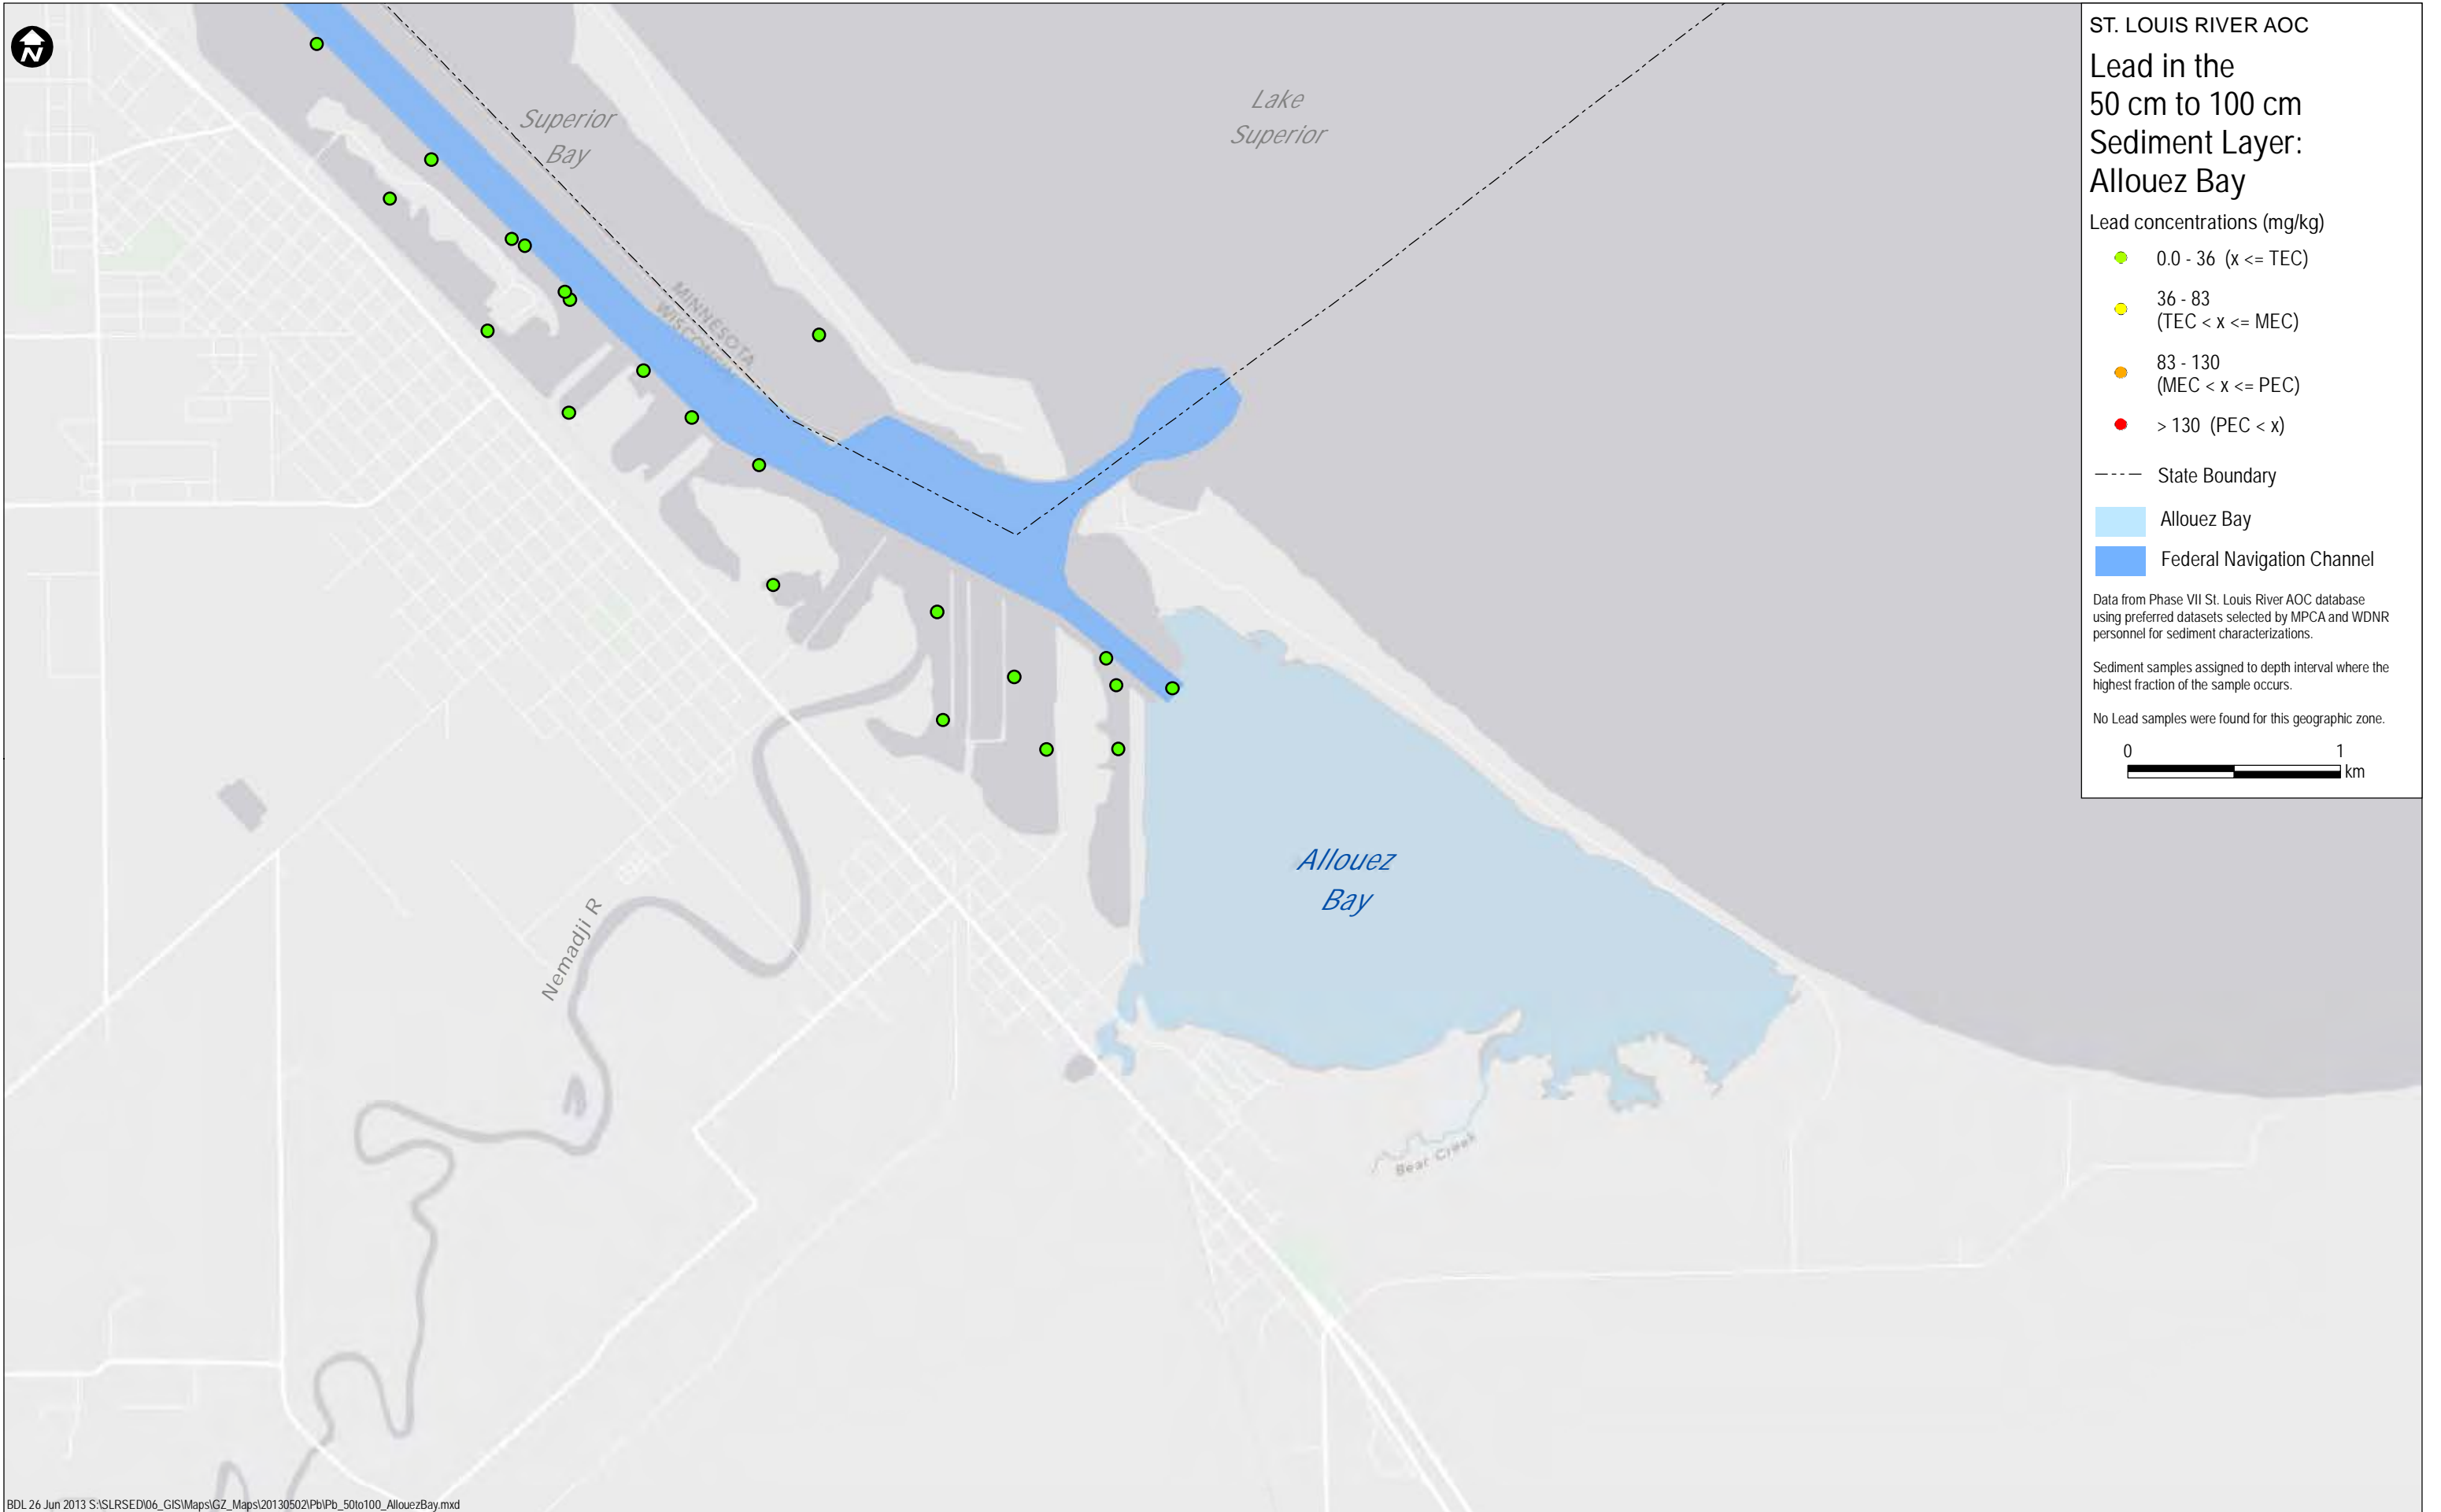 N
Superior
Bay
Lake
Superior
MINNESOTA
WISCONSIN
Allouez
Bay
Nemadji R
Bear Creek
ST. LOUIS RIVER AOC
Lead in the
50 cm to 100 cm
Sediment Layer:
Allouez Bay
Lead concentrations (mg/kg)
0.0 - 36 (x <= TEC)
36 - 83
(TEC < x <= MEC)
83 - 130
(MEC < x <= PEC)
> 130 (PEC < x)
State Boundary
Allouez Bay
Federal Navigation Channel
Data from Phase VII St. Louis River AOC database
using preferred datasets selected by MPCA and WDNR
personnel for sediment characterizations.
Sediment samples assigned to depth interval where the
highest fraction of the sample occurs.
No Lead samples were found for this geographic zone.
0 1
km
BDL 26 Jun 2013 S:\SLRSED\06_GIS\Maps\GZ_Maps\20130502\Pb\Pb_50to100_AllouezBay.mxd